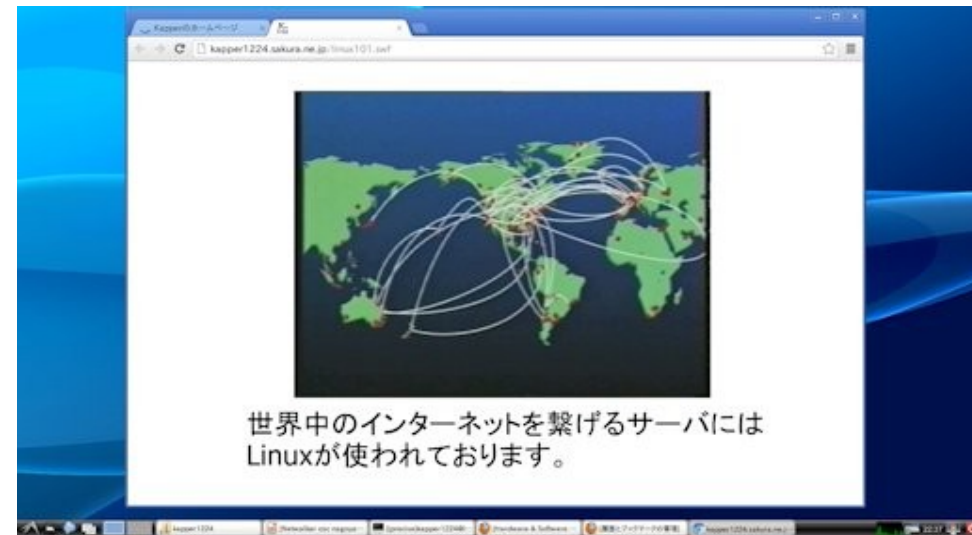 Kapperのホームページ
kapper1224.sakura.ne.jp/linux101.swf
世界中のインターネットを繋げるサーバには
Linuxが使われております。
kapper1224
22:37